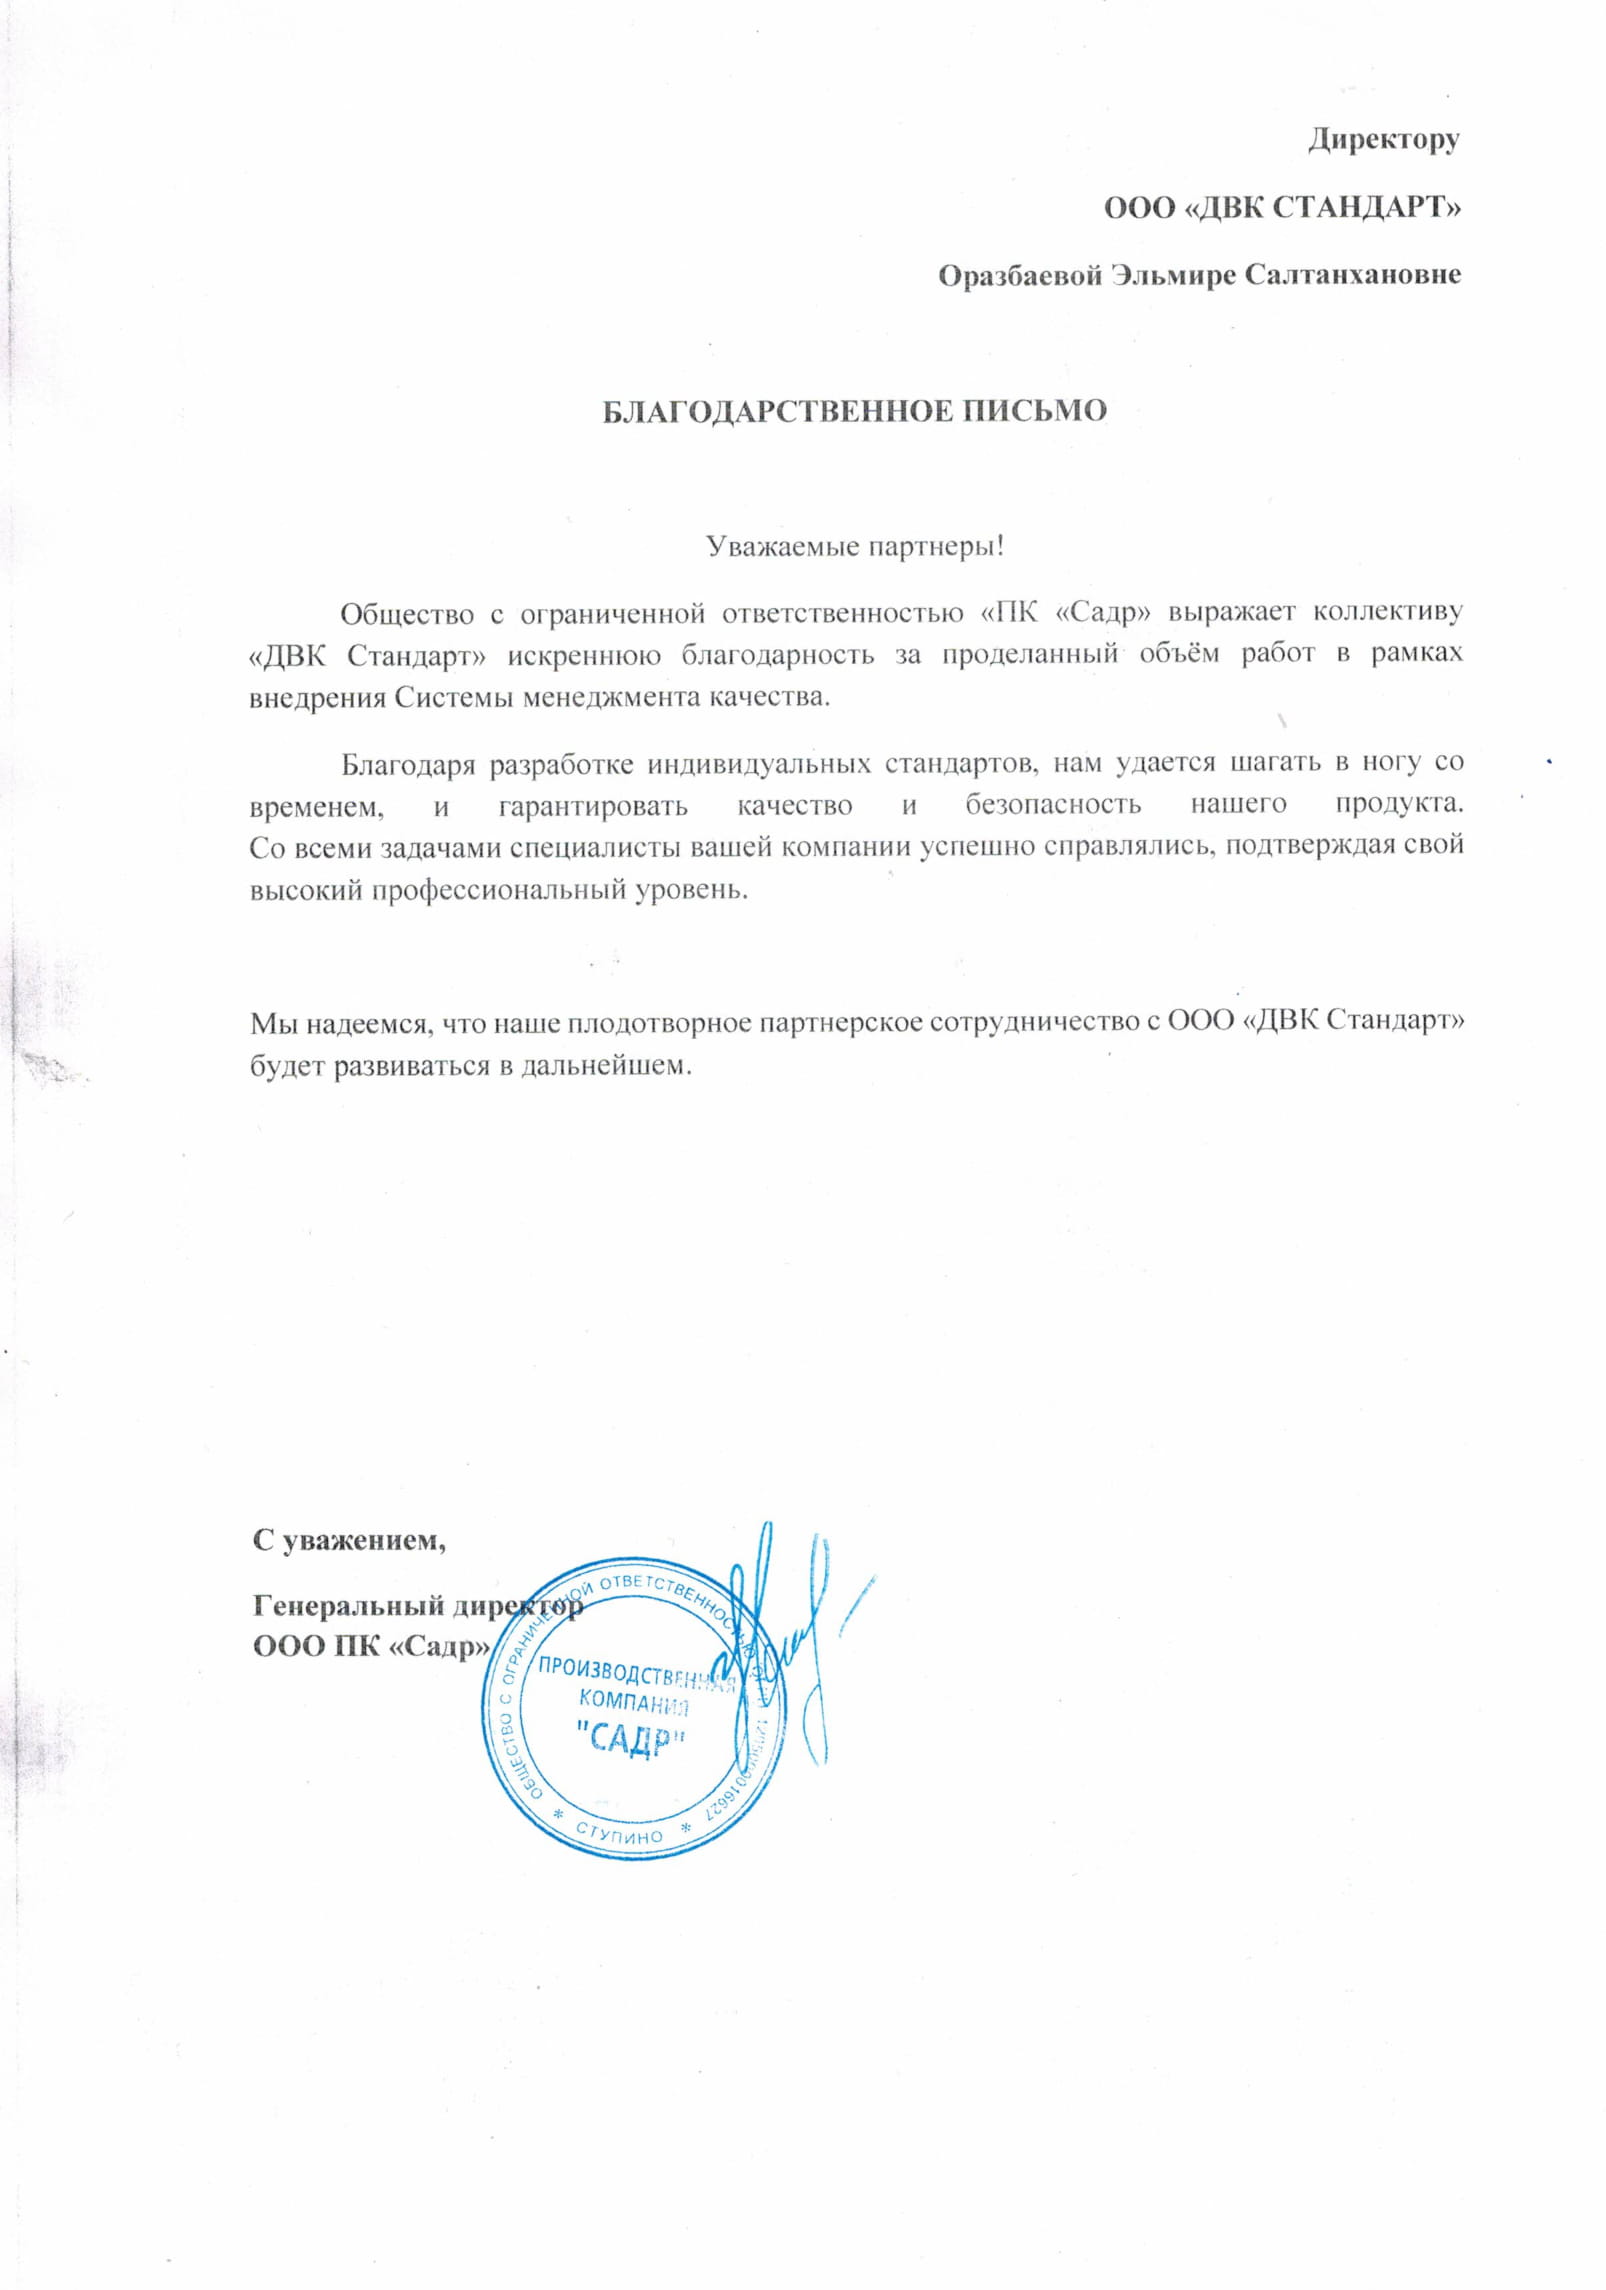 Директору
ООО «ДВК СТАНДАРТ»
Оразбаевой Эльмире Салтанхановне
БЛАГОДАРСТВЕННОЕ ПИСЬМО
Уважаемые партнеры!
Общество с ограниченной ответственностью «ПК «Садр» выражает коллективу
«ДВК Стандарт» искреннюю благодарность за проделанный объём работ в рамках
внедрения Системы менеджмента качества.
Благодаря разработке индивидуальных стандартов, нам удается шагать в ногу со
временем, и гарантировать качество и безопасность нашего продукта.
Со всеми задачами специалисты вашей компании успешно справлялись, подтверждая свой
высокий профессиональный уровень.
Мы надеемся, что наше плодотворное партнерское сотрудничество с ООО «ДВК Стандарт»
будет развиваться в дальнейшем.
С уважением,
Генеральный директор
ООО ПК «Садр»
ОБЩЕСТВО С ОГРАНИЧЕННОЙ ОТВЕТСТВЕННОСТЬЮ
ПРОИЗВОДСТВЕННАЯ
КОМПАНИЯ
"САДР"
* СТУПИНО *